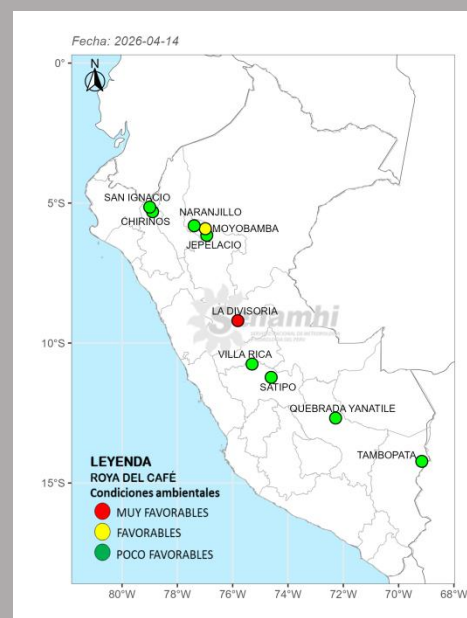 Fecha: 2026-04-14
N
0°
SAN IGNACIO
5°S
CHIRINOS
NARANJILLO
MOYOBAMBA
JEPELACIO
LA DIVISORIA
Senamhi
10°S
VILLA RICA
SATIPO
QUEBRADA YANATILE
TAMBOPATA
LEYENDA
ROYA DEL CAFÉ
Condiciones ambientales
15°S
MUY FAVORABLES
FAVORABLES
POCO FAVORABLES
80°W 78°W 76°W 74°W 72°W 70°W 68°W